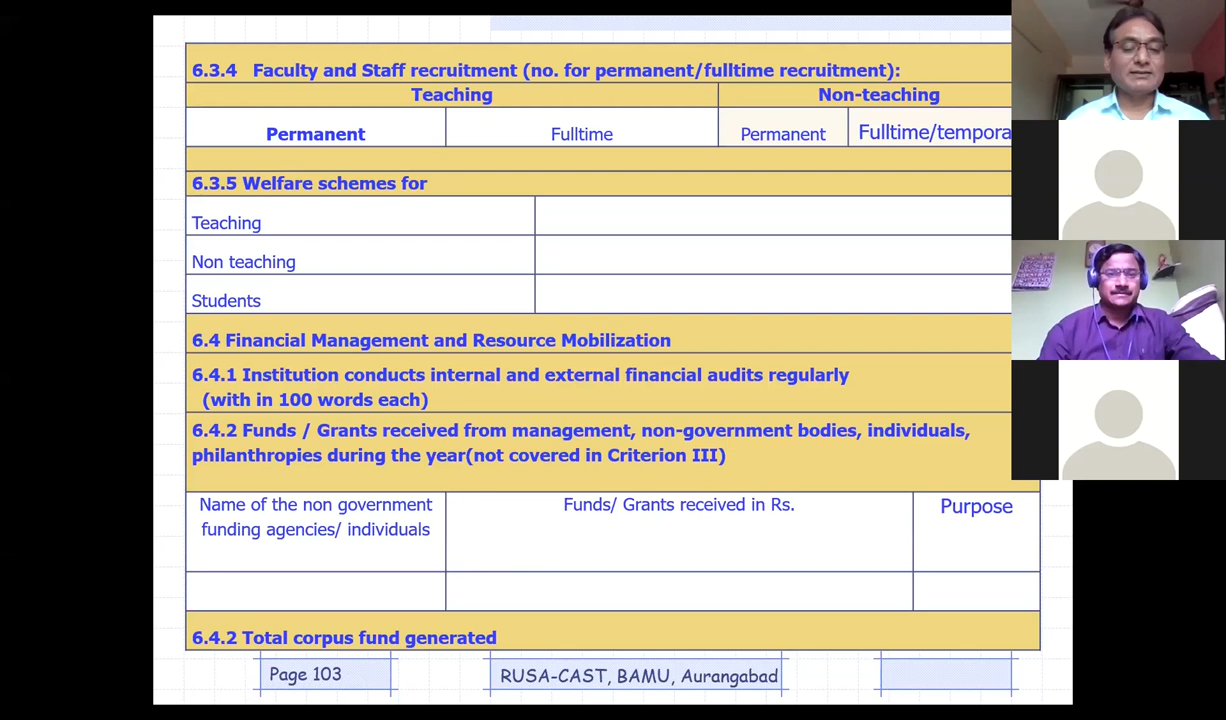 6.3.4 Faculty and Staff recruitment (no. for permanent/fulltime recruitment):
Teaching Non-teaching
Permanent Fulltime Permanent Fulltime/tempora
6.3.5 Welfare schemes for
Teaching
Non teaching
Students
6.4 Financial Management and Resource Mobilization
6.4.1 Institution conducts internal and external financial audits regularly
(with in 100 words each)
6.4.2 Funds / Grants received from management, non-government bodies, individuals,
philanthropies during the year(not covered in Criterion III)
Name of the non government
funding agencies/ individuals
Funds/ Grants received in Rs.
Purpose
6.4.2 Total corpus fund generated
Page 103
RUSA-CAST, BAMU, Aurangabad